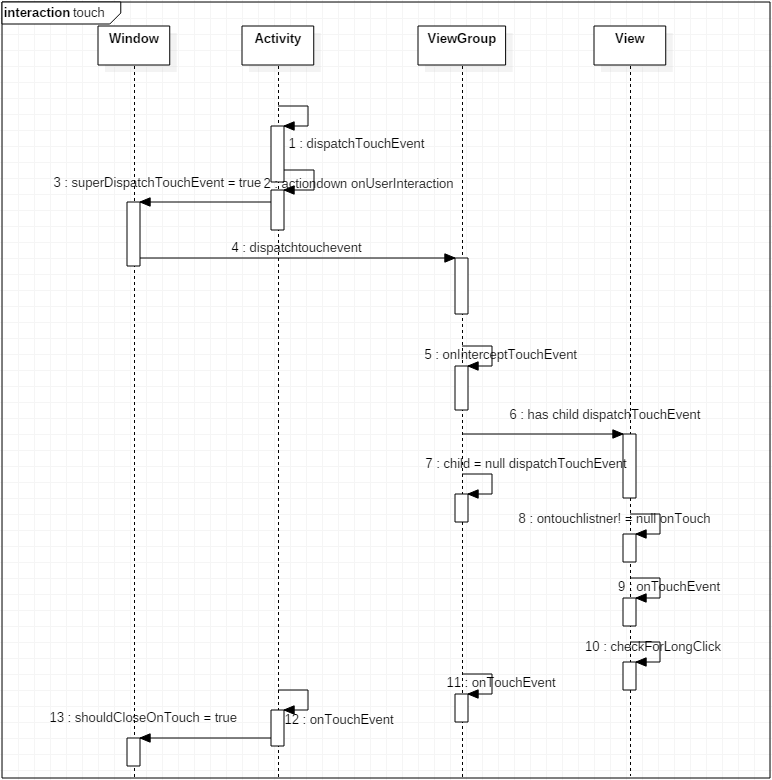 interaction touch
Window
Activity
ViewGroup
View
1 : dispatchTouchEvent
3 : superDispatchTouchEvent = true
2 : actiondown onUserInteraction
4 : dispatchtouchevent
5 : onInterceptTouchEvent
6 : has child dispatchTouchEvent
7 : child = null dispatchTouchEvent
8 : ontouchlistner! = null onTouch
9 : onTouchEvent
10 : checkForLongClick
11 : onTouchEvent
13 : shouldCloseOnTouch = true
12 : onTouchEvent